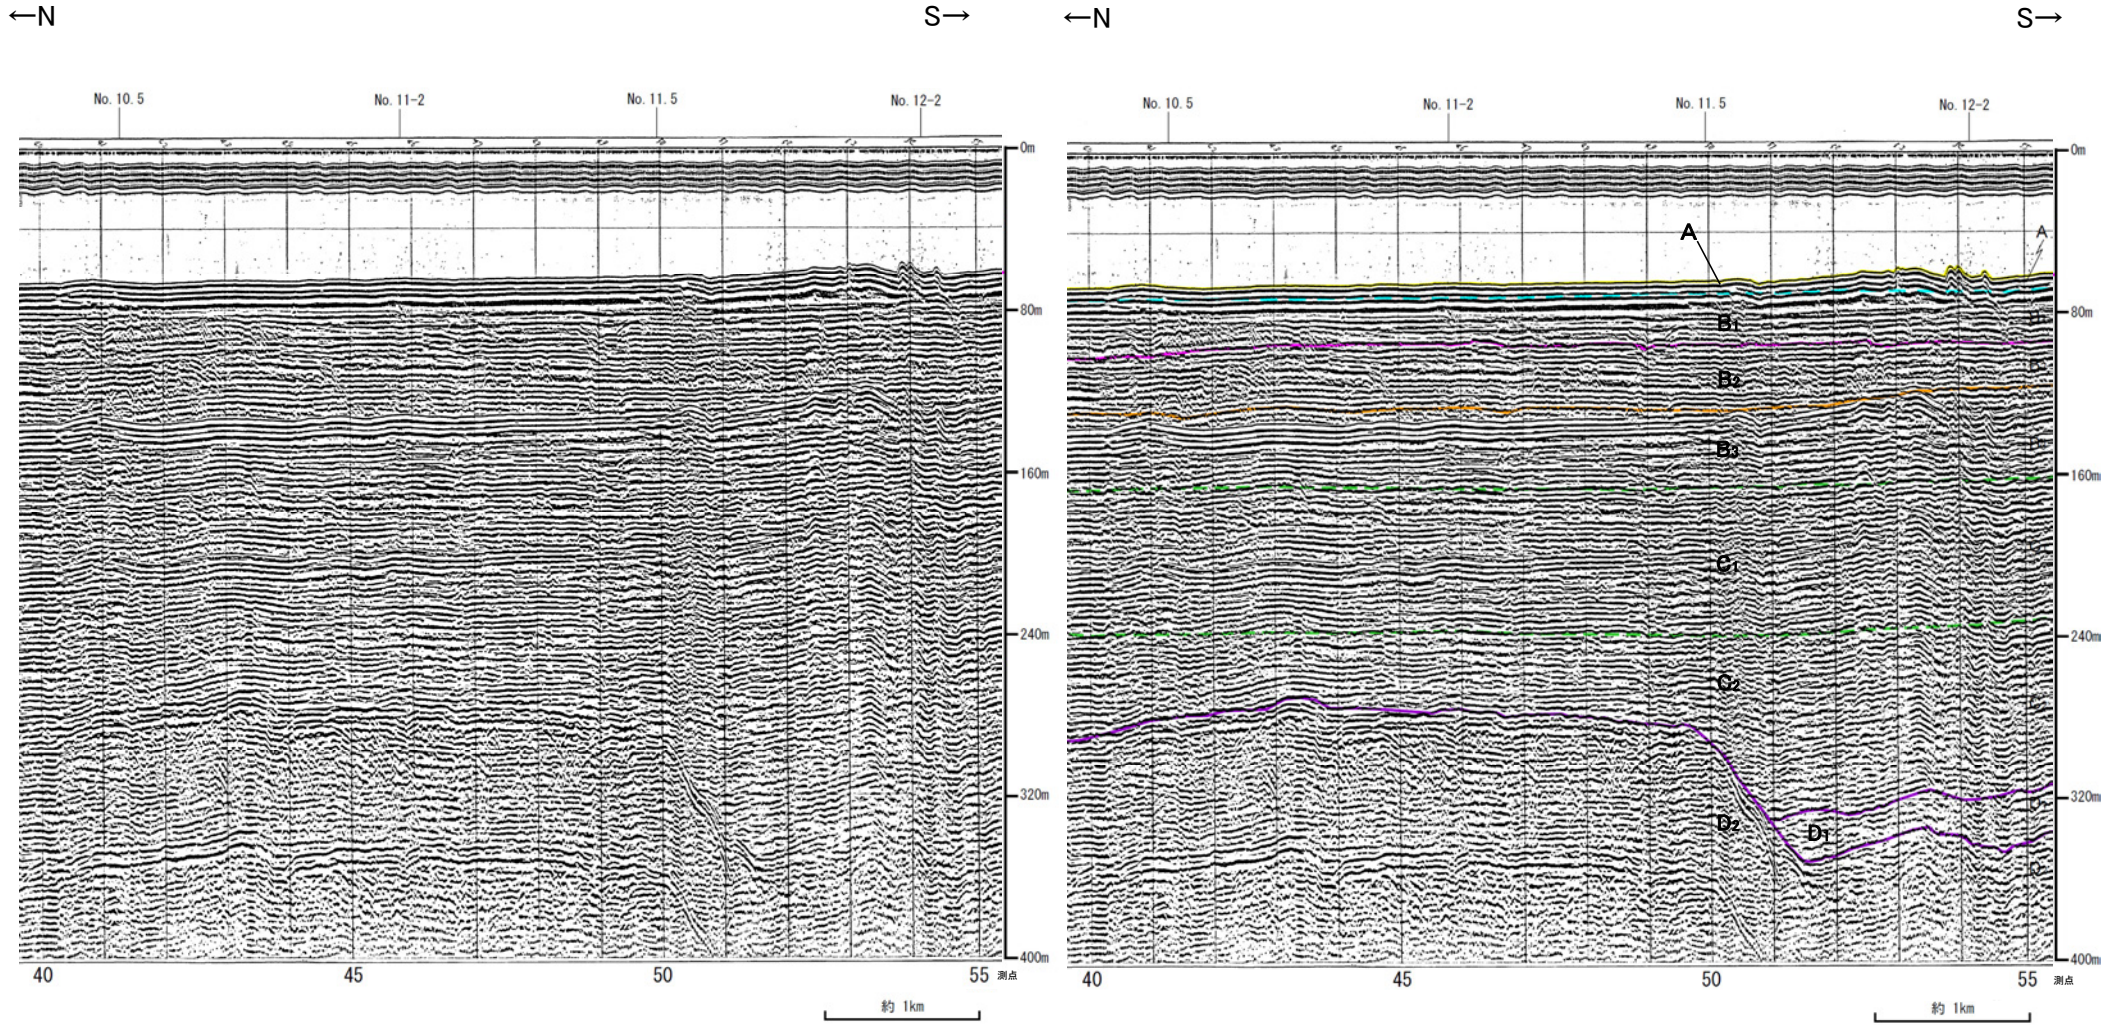 ←N
S→
No.10.5
No.11-2
No.11.5
No.12-2
0m
80m
160m
240m
320m
400m
40
45
50
55
測点
約 1km
←N
S→
No.10.5
No.11-2
No.11.5
No.12-2
0m
A
A
80m
B₁
B₂
B₃
160m
C₁
240m
C₂
320m
D₂
D₁
400m
40
45
50
55
測点
約 1km